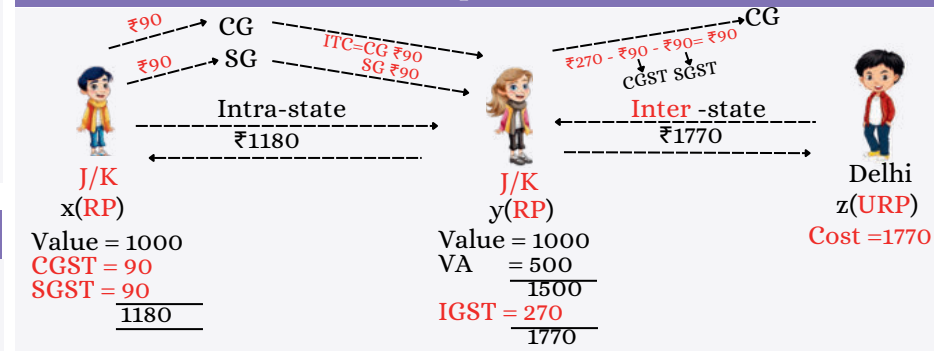 ₹90
CG
CG
₹90
SG
ITC=CG ₹90
SG ₹90
₹270 - ₹90 - ₹90= ₹90
CGST SGST
Intra-state
₹1180
Inter -state
₹1770
J/K
x(RP)
Value = 1000
CGST = 90
SGST = 90
1180
J/K
y(RP)
Value = 1000
VA = 500
1500
IGST = 270
1770
Delhi
z(URP)
Cost =1770